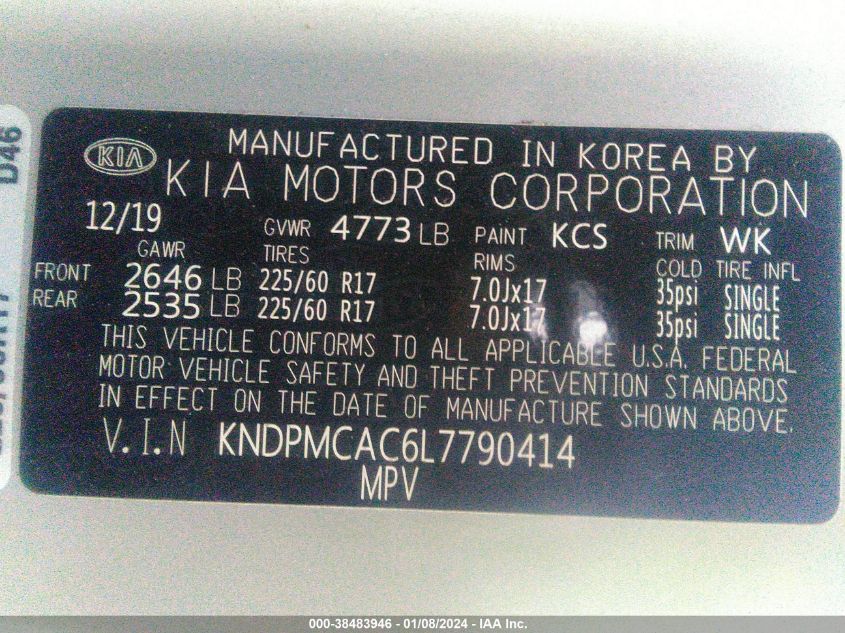 D46
KIA
MANUFACTURED IN KOREA BY
KIA MOTORS CORPORATION
12/19 GVWR 4773 LB PAINT KCS TRIM WK
GAWR TIRES RIMS COLD TIRE INFL
FRONT 2646 LB 225/60 R17 7.0Jx17 35psi SINGLE
REAR 2535 LB 225/60 R17 7.0Jx17 35psi SINGLE
THIS VEHICLE CONFORMS TO ALL APPLICABLE U.S.A. FEDERAL
MOTOR VEHICLE SAFETY AND THEFT PREVENTION STANDARDS
IN EFFECT ON THE DATE OF MANUFACTURE SHOWN ABOVE.
V.I.N KNDPMCAC6L7790414
MPV
000-38483946 - 01/08/2024 - IAA Inc.